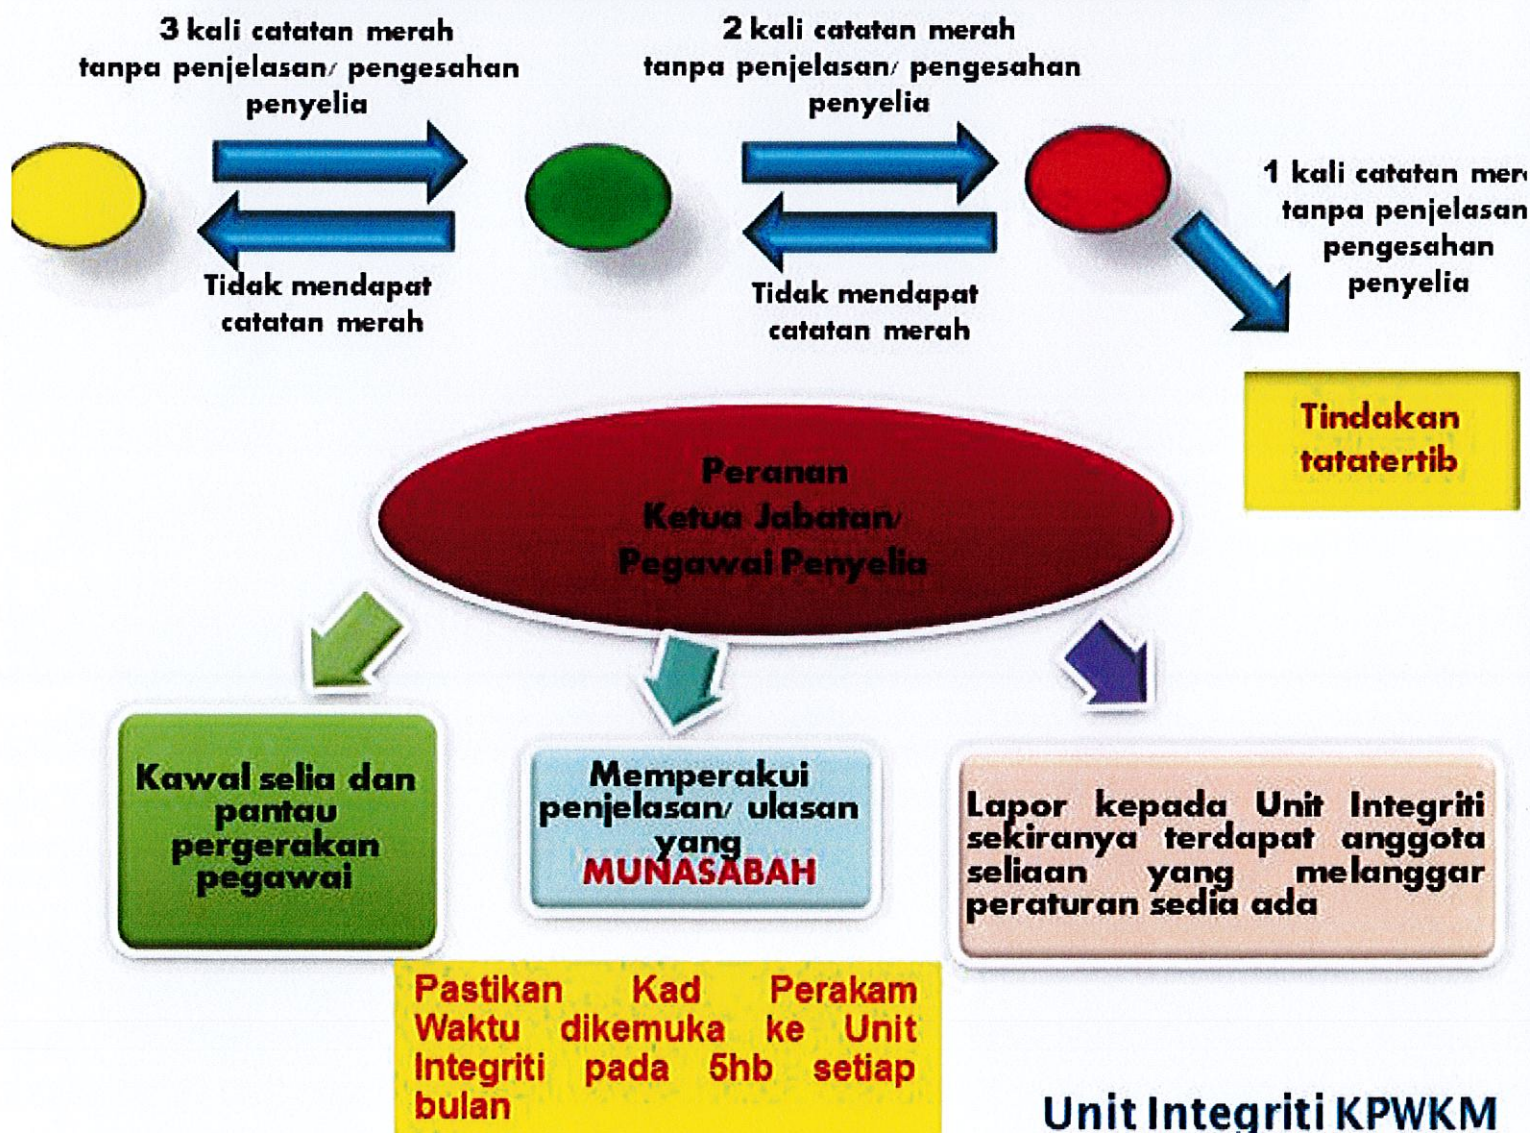 3 kali catatan merah
tanpa penjelasan/ pengesahan
penyelia
2 kali catatan merah
tanpa penjelasan/ pengesahan
penyelia
1 kali catatan
tanpa penjelasan
pengesahan
penyelia
Tidak mendapat
catatan merah
Tidak mendapat
catatan merah
Tindakan
tatatertib
Peranan
Ketua Jabatan/
Pegawai Penyelia
Kawal selia dan
pantau
pergerakan
pegawai
Memperakui
penjelasan/ ulasan
yang
MUNASABAH
Lapor kepada Unit Integriti
sekiranya terdapat anggota
seliaan yang melanggar
peraturan sedia ada
Pastikan Kad Perakam
Waktu dikemuka ke Unit
Integriti pada 5hb setiap
bulan
Unit Integriti KPWKM